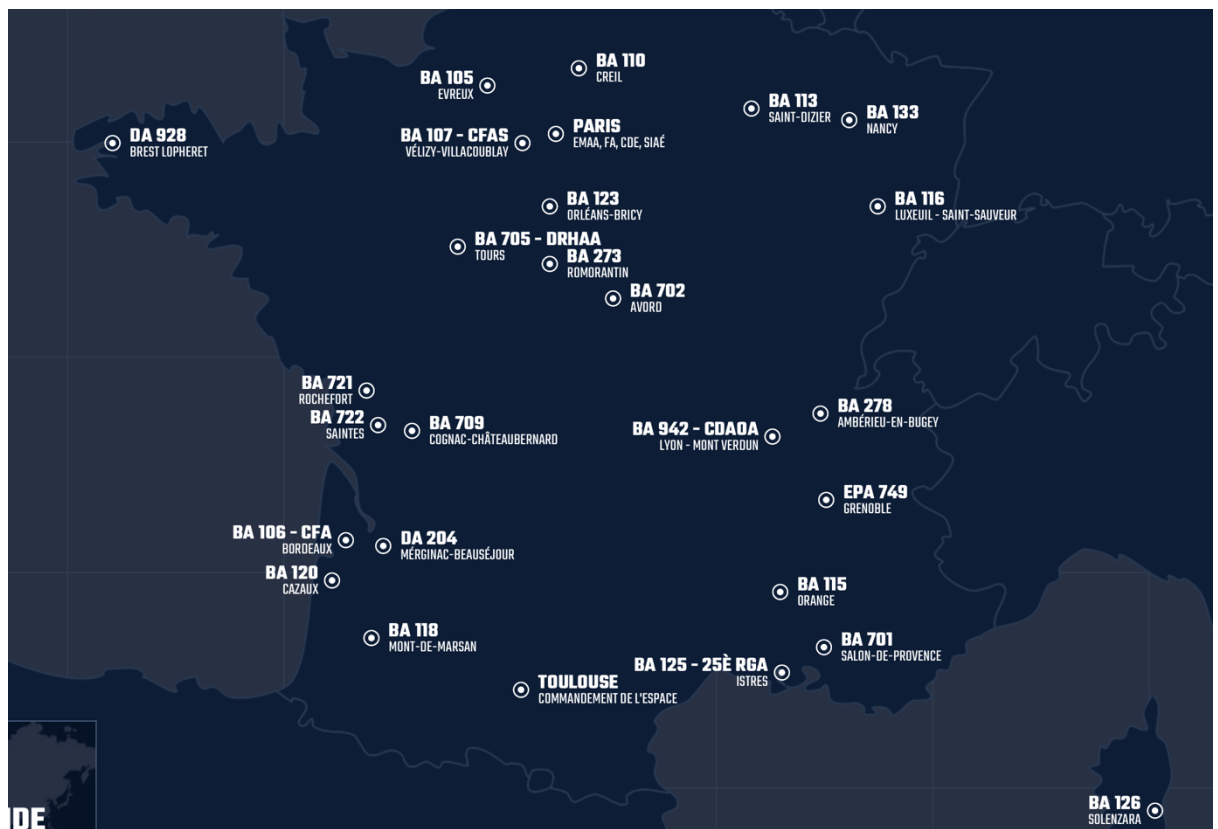 BA 110
CREIL
BA 105
EVREUX
BA 113
SAINT-DIZIER
BA 133
NANCY
DA 928
BREST LOPHERET
BA 107 - CFAS
VÉLIZY-VILLACOUBLAY
PARIS
EMAA, FA, CDE, SIAÉ
BA 123
ORLÉANS-BRICY
BA 116
LUXEUIL - SAINT-SAUVEUR
BA 705 - DRHAA
TOURS
BA 273
ROMORANTIN
BA 702
AVORD
BA 721
ROCHEFORT
BA 722
SAINTES
BA 709
COGNAC-CHÂTEAUBERNARD
BA 278
AMBÉRIEU-EN-BUGEY
BA 942 - CDAOA
LYON - MONT VERDUN
EPA 749
GRENOBLE
BA 106 - CFA
BORDEAUX
DA 204
MÉRGINAC-BEAUSÉJOUR
BA 120
CAZAUX
BA 115
ORANGE
BA 118
MONT-DE-MARSAN
BA 701
SALON-DE-PROVENCE
BA 125 - 25È RGA
ISTRES
TOULOUSE
COMMANDEMENT DE L'ESPACE
BA 126
SOLENZARA
IDE